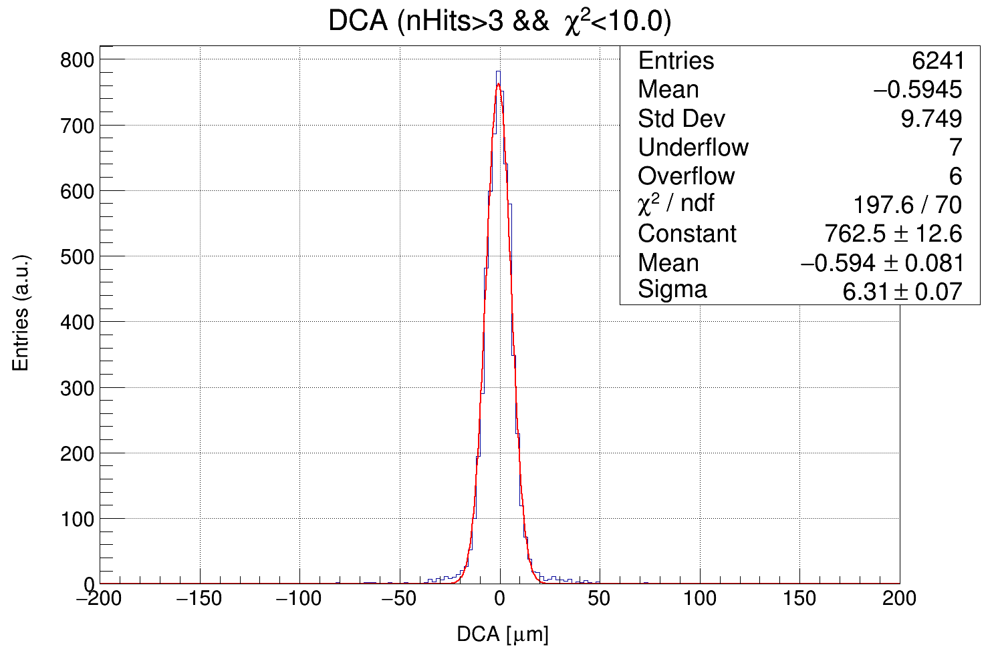 DCA (nHits>3 && χ²<10.0)
Entries 6241
Mean −0.5945
Std Dev 9.749
Underflow 7
Overflow 6
χ² / ndf 197.6 / 70
Constant 762.5 ± 12.6
Mean −0.594 ± 0.081
Sigma 6.31 ± 0.07
Entries (a.u.)
800
700
600
500
400
300
200
100
0
−200 −150 −100 −50 0 50 100 150 200
DCA [μm]